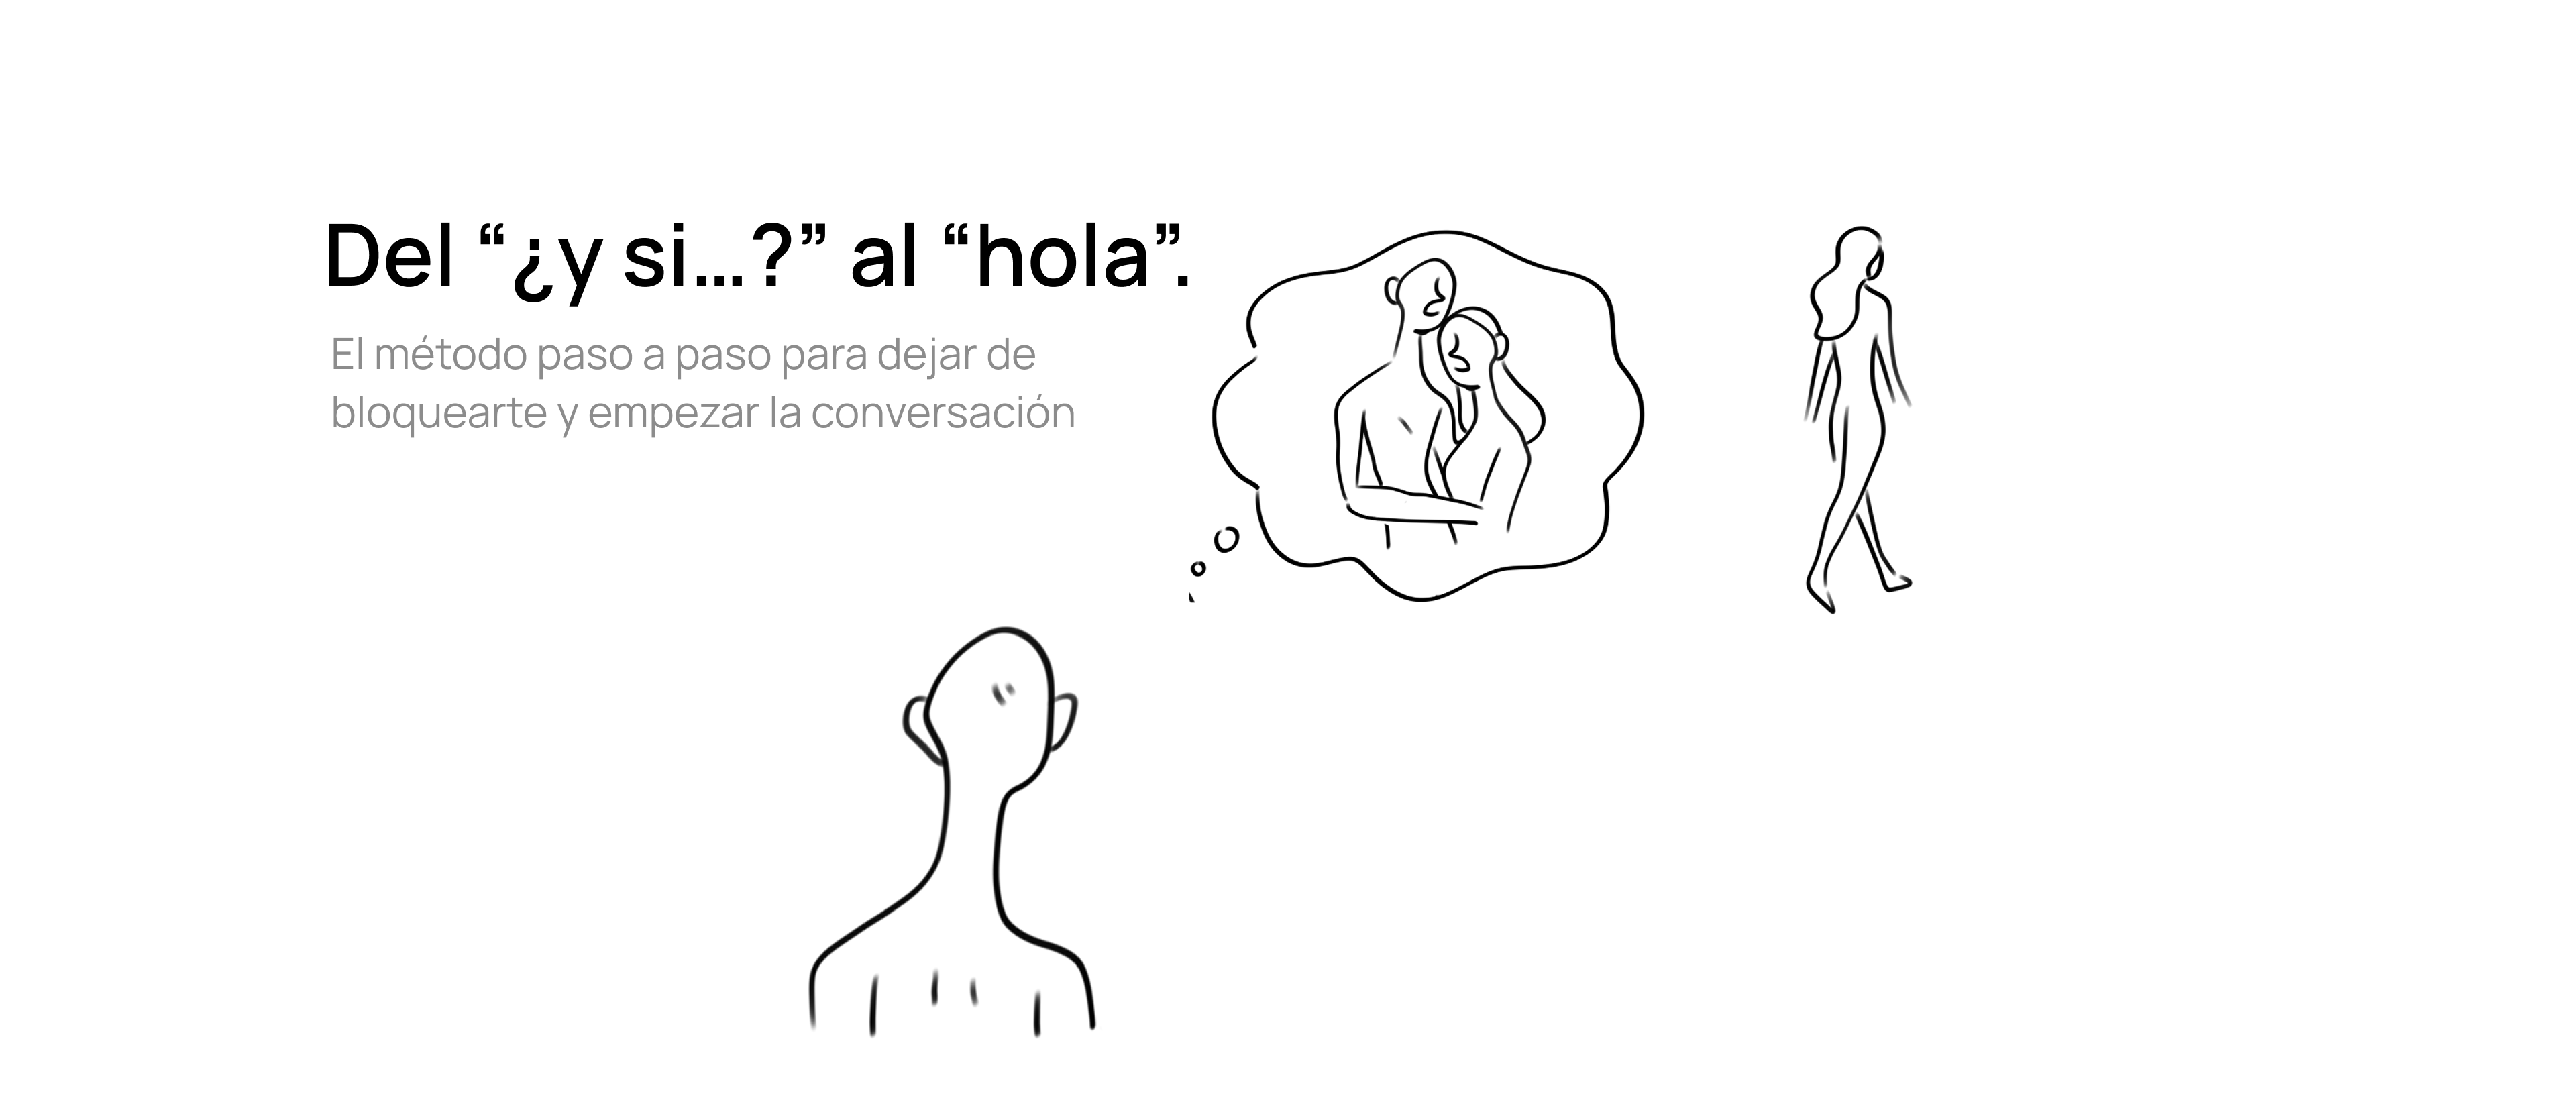 Del “¿y si...?” al “hola”.
El método paso a paso para dejar de
bloquearte y empezar la conversación